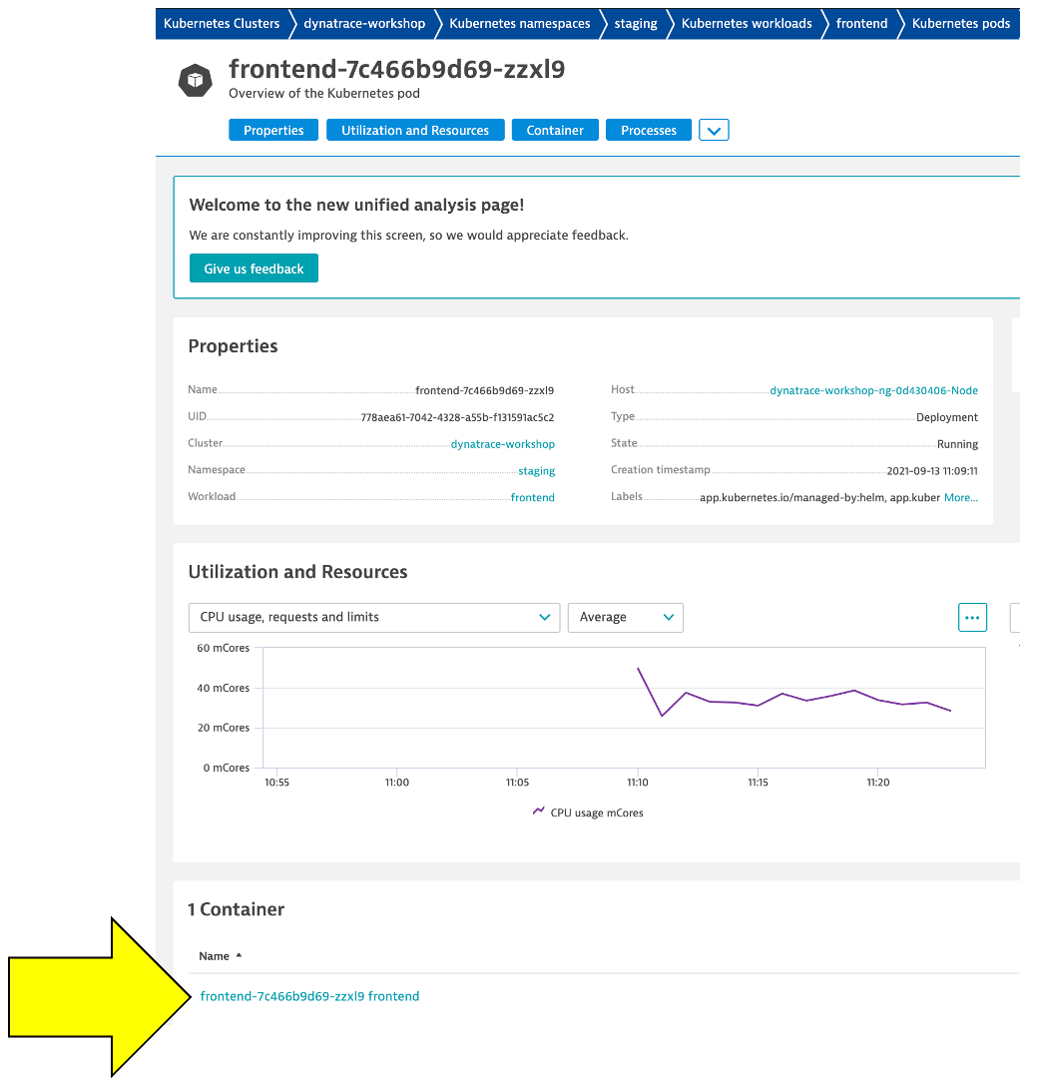 Kubernetes Clusters dynatrace-workshop Kubernetes namespaces staging Kubernetes workloads frontend Kubernetes pods
frontend-7c466b9d69-zzxl9
Overview of the Kubernetes pod
Properties Utilization and Resources Container Processes
Welcome to the new unified analysis page!
We are constantly improving this screen, so we would appreciate feedback.
Give us feedback
Properties
Name frontend-7c466b9d69-zzxl9 Host dynatrace-workshop-ng-0d430406-Node
UID 778aea61-7042-4328-a55b-f131591ac5c2 Type Deployment
Cluster dynatrace-workshop State Running
Namespace staging Creation timestamp 2021-09-13 11:09:11
Workload frontend Labels app.kubernetes.io/managed-by:helm, app.kuber More...
Utilization and Resources
CPU usage, requests and limits Average ...
60 mCores
40 mCores
20 mCores
0 mCores
10:55 11:00 11:05 11:10 11:15 11:20
CPU usage mCores
1 Container
Name
frontend-7c466b9d69-zzxl9 frontend